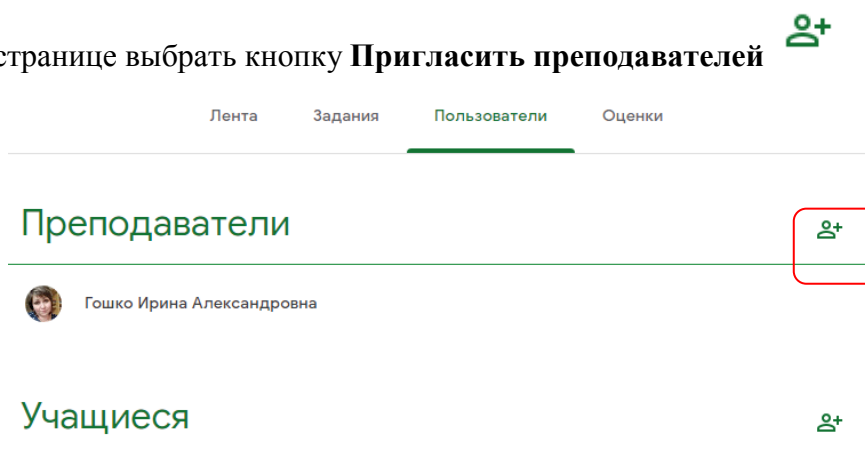 странице выбрать кнопку Пригласить преподавателей
Лента Задания Пользователи Оценки
Преподаватели
Гошко Ирина Александровна
Учащиеся